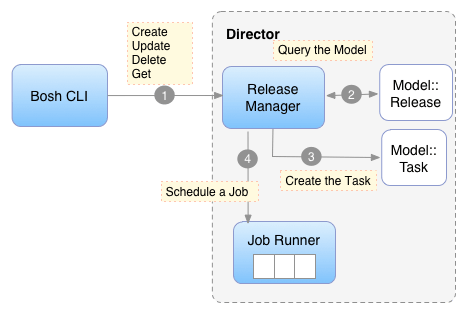 Create
Update
Delete
Get
Director
Query the Model
Bosh CLI
1
Release
Manager
2
Model::
Release
4
3
Model::
Task
Create the Task
Schedule a Job
Job Runner